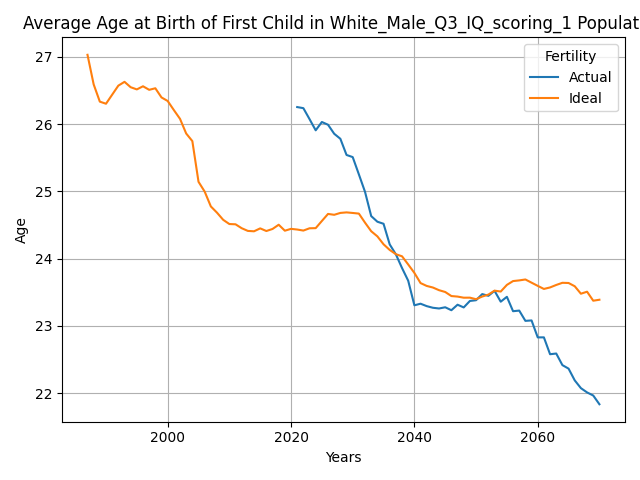 Average Age at Birth of First Child in White_Male_Q3_IQ_scoring_1 Populat
27
26
25
24
23
22
Age
Fertility
Actual
Ideal
2000
2020
2040
2060
Years